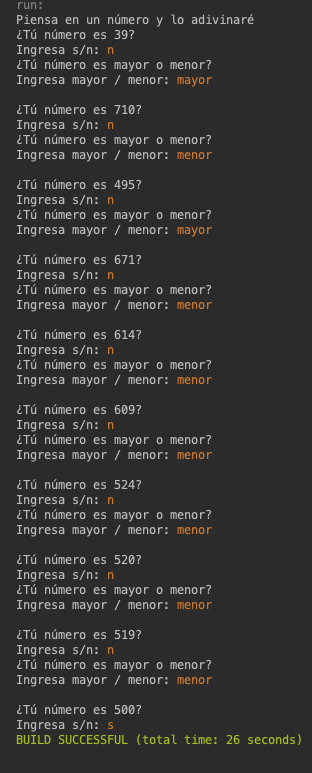 run:
Piensa en un número y lo adivinaré
¿Tú número es 39?
Ingresa s/n: n
¿Tú número es mayor o menor?
Ingresa mayor / menor: mayor
¿Tú número es 710?
Ingresa s/n: n
¿Tú número es mayor o menor?
Ingresa mayor / menor: menor
¿Tú número es 495?
Ingresa s/n: n
¿Tú número es mayor o menor?
Ingresa mayor / menor: mayor
¿Tú número es 671?
Ingresa s/n: n
¿Tú número es mayor o menor?
Ingresa mayor / menor: menor
¿Tú número es 614?
Ingresa s/n: n
¿Tú número es mayor o menor?
Ingresa mayor / menor: menor
¿Tú número es 609?
Ingresa s/n: n
¿Tú número es mayor o menor?
Ingresa mayor / menor: menor
¿Tú número es 524?
Ingresa s/n: n
¿Tú número es mayor o menor?
Ingresa mayor / menor: menor
¿Tú número es 520?
Ingresa s/n: n
¿Tú número es mayor o menor?
Ingresa mayor / menor: menor
¿Tú número es 519?
Ingresa s/n: n
¿Tú número es mayor o menor?
Ingresa mayor / menor: menor
¿Tú número es 500?
Ingresa s/n: s
BUILD SUCCESSFUL (total time: 26 seconds)